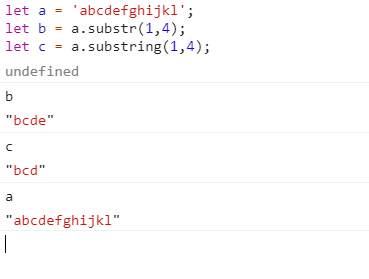 let a = 'abcdefghijkl';
let b = a.substr(1,4);
let c = a.substring(1,4);
undefined
b
"bcde"
c
"bcd"
a
"abcdefghijkl"